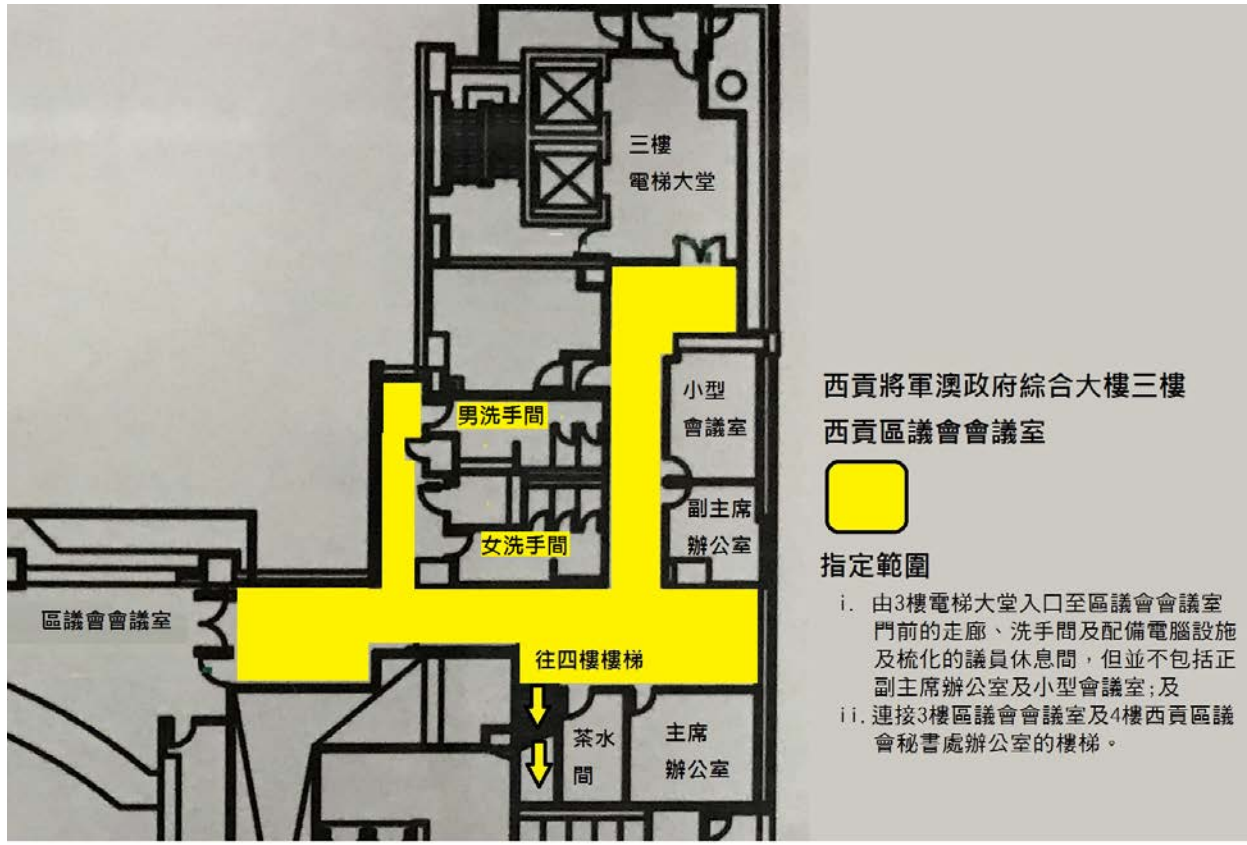 三樓
電梯大堂
小型
會議室
男洗手間
副主席
辦公室
女洗手間
區議會會議室
往四樓樓梯
茶水
間
主席
辦公室
西貢將軍澳政府綜合大樓三樓
西貢區議會會議室
指定範圍
i. 由3樓電梯大堂入口至區議會會議室
門前的走廊、洗手間及配備電腦設施
及梳化的議員休息間，但並不包括正
副主席辦公室及小型會議室;及
ii. 連接3樓區議會會議室及4樓西貢區議
會秘書處辦公室的樓梯。